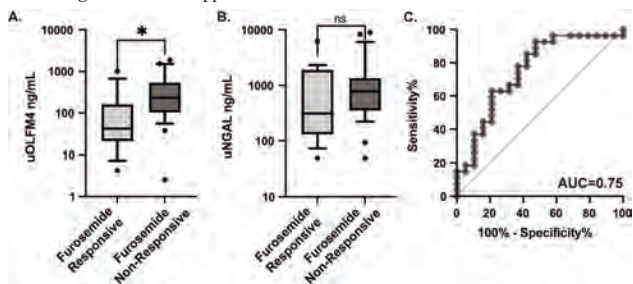 A.
*
uOLFM4 ng/mL
10000
1000
100
10
1
Furosemide
Responsive
Furosemide
Non-Responsive
B.
ns
uNGAL ng/mL
10000
1000
100
10
Furosemide
Responsive
Furosemide
Non-Responsive
C.
Sensitivity%
100
80
60
40
20
0
AUC=0.75
0 20 40 60 80 100
100% - Specificity%